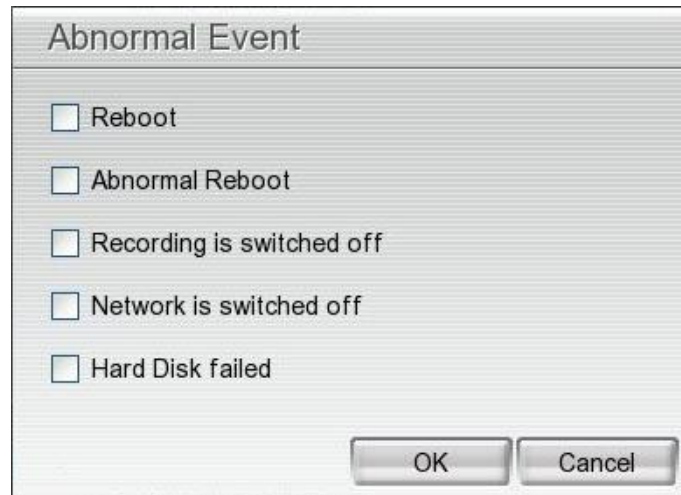 Abnormal Event
Reboot
Abnormal Reboot
Recording is switched off
Network is switched off
Hard Disk failed
OK Cancel